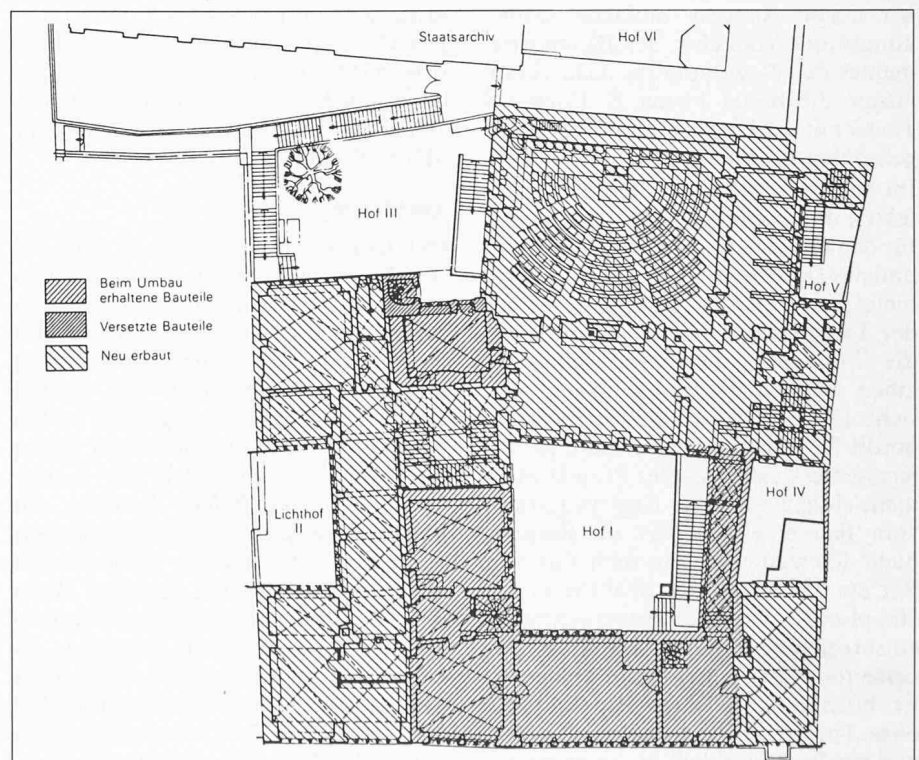 Staatsarchiv
Hof VI
Hof III
Hof V
Beim Umbau
erhaltene Bauteile
Versetzte Bauteile
Neu erbaut
Lichthof
II
Hof I
Hof IV